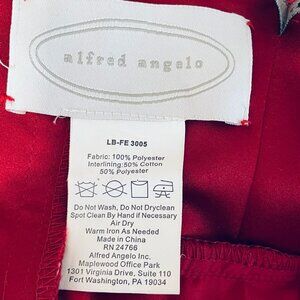 alfred angelo
LB-FE 3005
Fabric: 100% Polyester
Interlining:50% Cotton
50% Polyester
Do Not Wash, Do Not Dryclean
Spot Clean By Hand if Necessary
Air Dry
Warm Iron As Needed
Made in China
RN 24766
Alfred Angelo Inc.
Maplewood Office Park
1301 Virginia Drive, Suite 110
Fort Washington, PA 19034